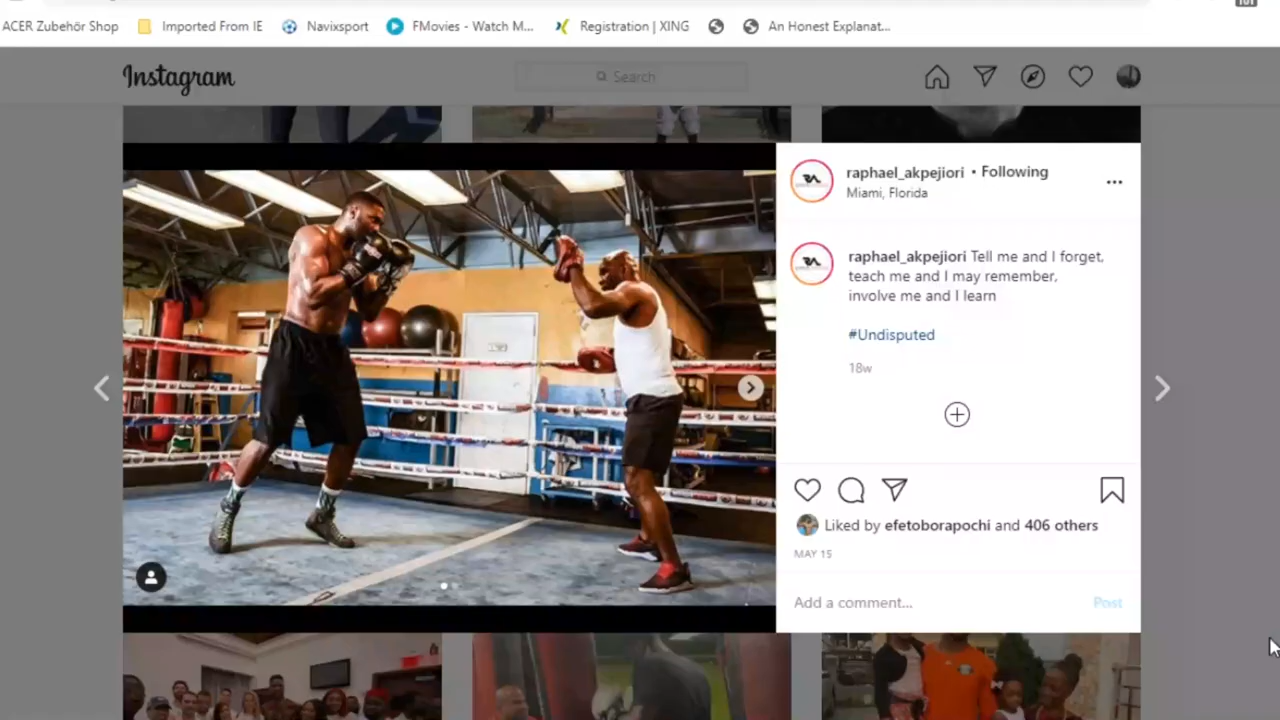 ACER Zubehör Shop Imported From IE Navixsport FMovies - Watch M... Registration | XING An Honest Explanat...
Instagram
Search
raphael_akpejiori • Following
Miami, Florida
raphael_akpejiori Tell me and I forget,
teach me and I may remember,
involve me and I learn
#Undisputed
18w
Liked by efetoborapochi and 406 others
MAY 15
Add a comment... Post